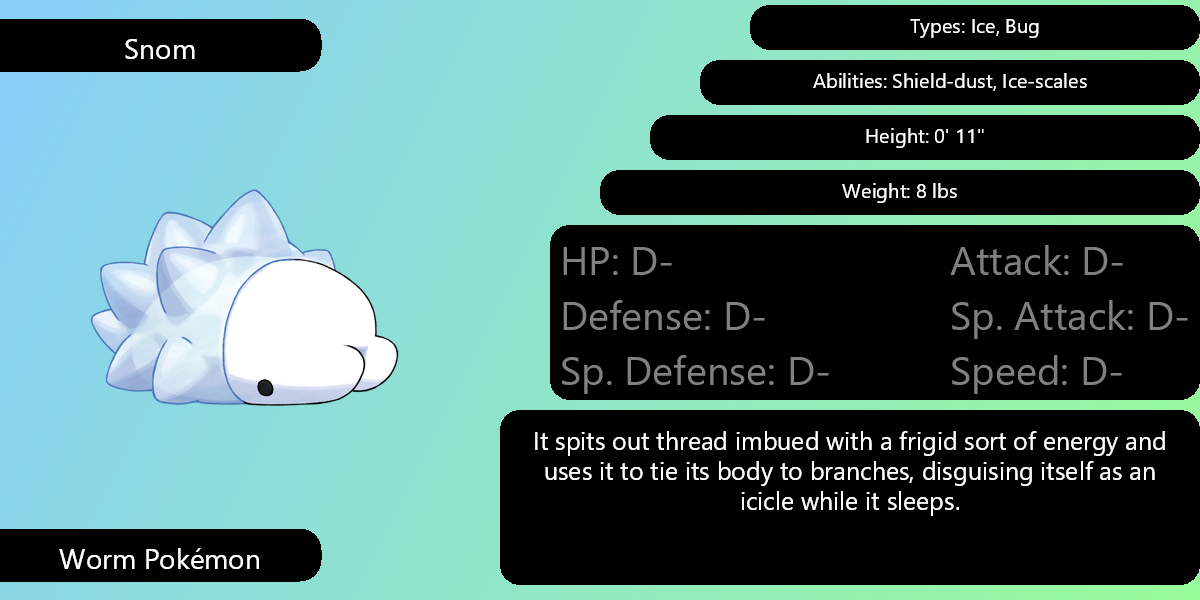 Snom
Types: Ice, Bug
Abilities: Shield-dust, Ice-scales
Height: 0' 11"
Weight: 8 lbs
HP: D-
Attack: D-
Defense: D-
Sp. Attack: D-
Sp. Defense: D-
Speed: D-
It spits out thread imbued with a frigid sort of energy and
uses it to tie its body to branches, disguising itself as an
icicle while it sleeps.
Worm Pokémon